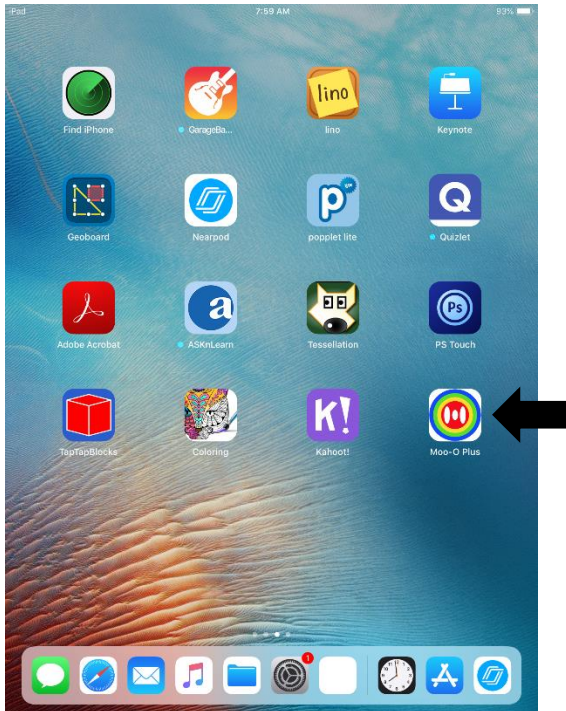 iPad 7:59 AM 93%
lino
Find iPhone GarageBa... lino Keynote
p LITE Q
Geoboard Nearpod popplet lite Quizlet
a Ps
Adobe Acrobat ASKnLearn Tessellation PS Touch
K!
TapTapBlocks Coloring Kahoot! Moo-O Plus
1